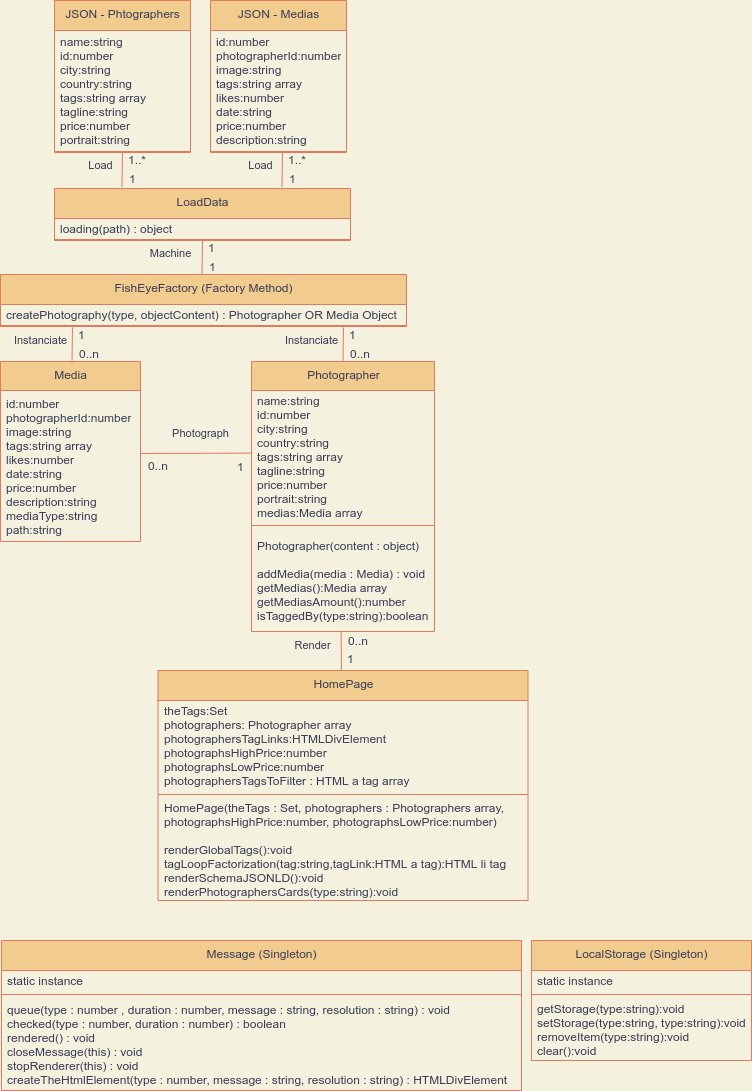 JSON - Phtographers
name:string
id:number
city:string
country:string
tags:string array
tagline:string
price:number
portrait:string
JSON - Medias
id:number
photographerId:number
image:string
tags:string array
likes:number
date:string
price:number
description:string
Load
1..*
1
Load
1..*
1
LoadData
loading(path) : object
Machine
1
1
FishEyeFactory (Factory Method)
createPhotography(type, objectContent) : Photographer OR Media Object
Instanciate
1
0..n
Instanciate
1
0..n
Media
id:number
photographerId:number
image:string
tags:string array
likes:number
date:string
price:number
description:string
mediaType:string
path:string
Photograph
0..n
1
Photographer
name:string
id:number
city:string
country:string
tags:string array
tagline:string
price:number
portrait:string
medias:Media array
Photographer(content : object)
addMedia(media : Media) : void
getMedias():Media array
getMediasAmount():number
isTaggedBy(type:string):boolean
Render
0..n
1
HomePage
theTags:Set
photographers: Photographer array
photographersTagLinks:HTMLDivElement
photographsHighPrice:number
photographsLowPrice:number
photographersTagsToFilter : HTML a tag array
HomePage(theTags : Set, photographers : Photographers array,
photographsHighPrice:number, photographsLowPrice:number)
renderGlobalTags():void
tagLoopFactorization(tag:string,tagLink:HTML a tag):HTML li tag
renderSchemaJSONLD():void
renderPhotographersCards(type:string):void
Message (Singleton)
static instance
queue(type : number , duration : number, message : string, resolution : string) : void
checked(type : number, duration : number) : boolean
rendered() : void
closeMessage(this) : void
stopRenderer(this) : void
createTheHtmlElement(type : number, message : string, resolution : string) : HTMLDivElement
LocalStorage (Singleton)
static instance
getStorage(type:string):void
setStorage(type:string, type:string):void
removeItem(type:string):void
clear():void